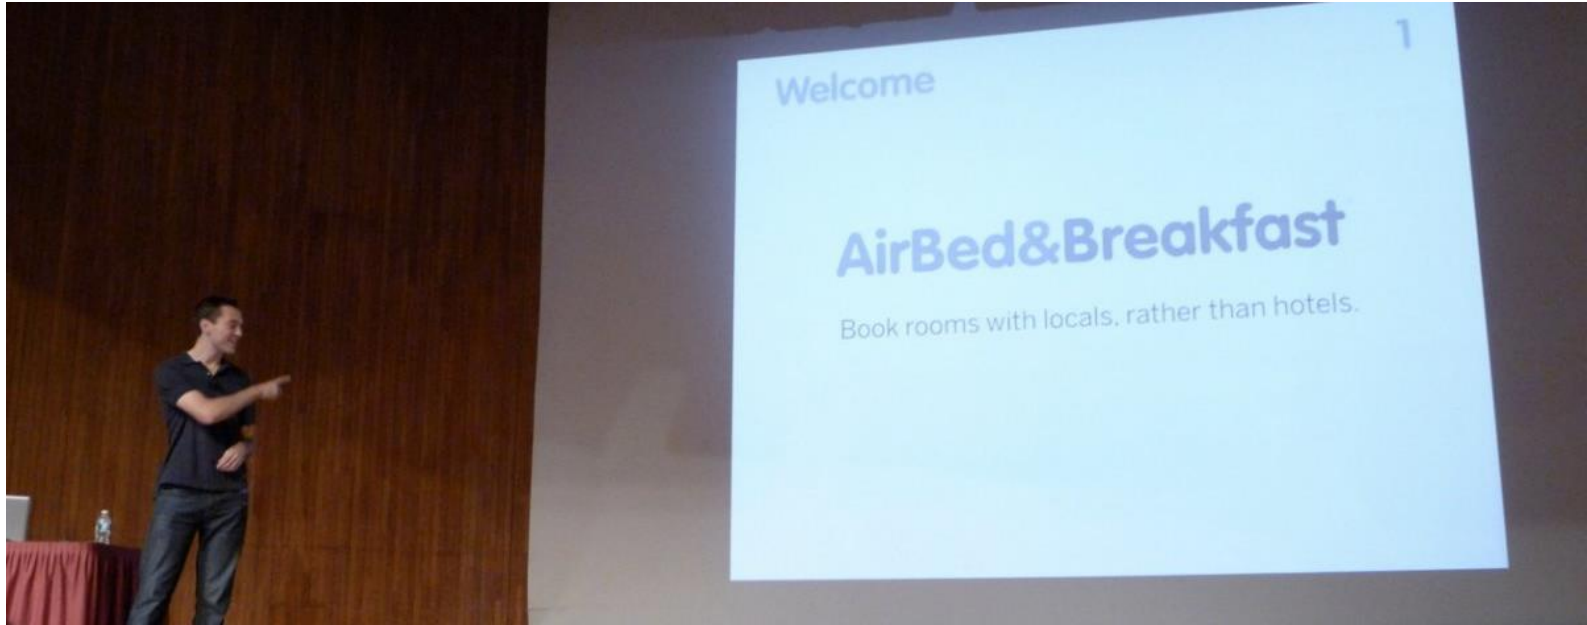 Welcome
1
AirBed&Breakfast
Book rooms with locals, rather than hotels.